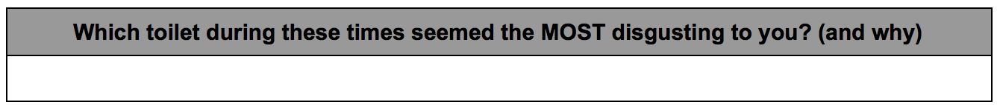 Which toilet during these times seemed the MOST disgusting to you? (and why)